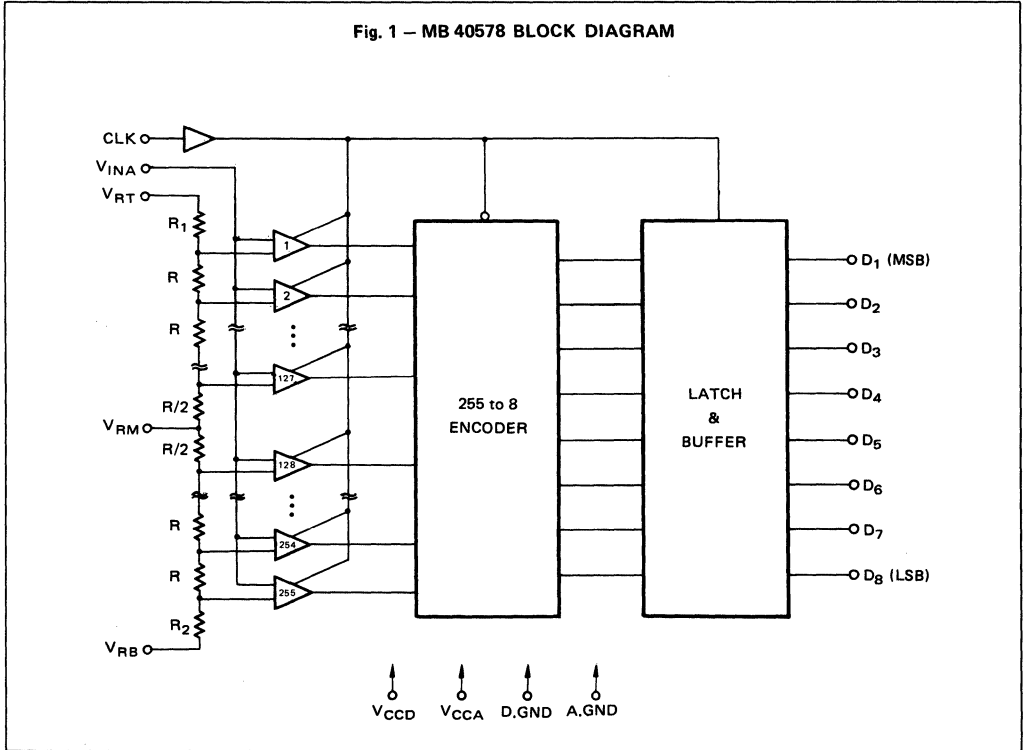 Fig. 1 – MB 40578 BLOCK DIAGRAM
CLK
VINA
VRT
R1
1
R
2
R
127
R/2
VRM
R/2
128
R
254
R
255
R2
VRB
255 to 8
ENCODER
LATCH
&
BUFFER
D1 (MSB)
D2
D3
D4
D5
D6
D7
D8 (LSB)
VCCD
VCCA
D.GND
A.GND